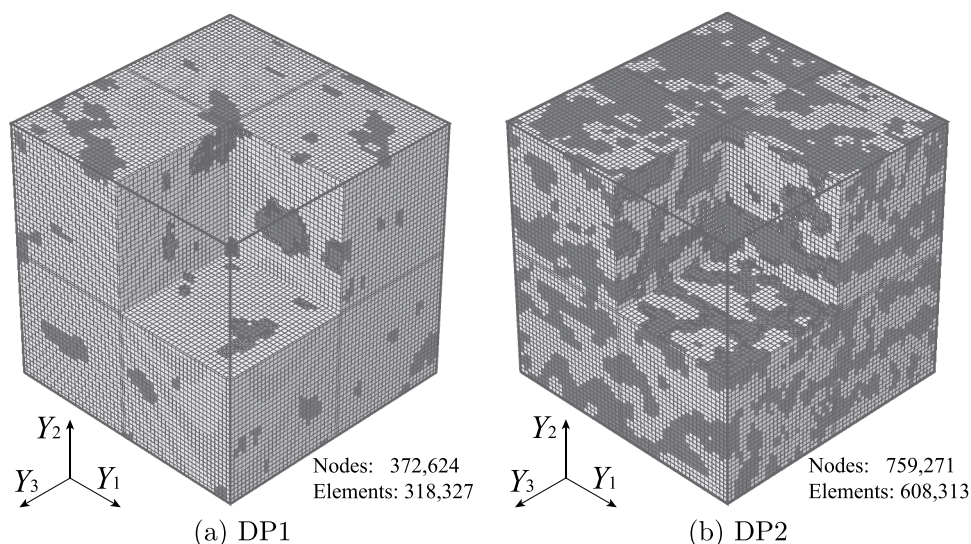 Y2
Y3 Y1
Nodes: 372,624
Elements: 318,327
(a) DP1
Y2
Y3 Y1
Nodes: 759,271
Elements: 608,313
(b) DP2